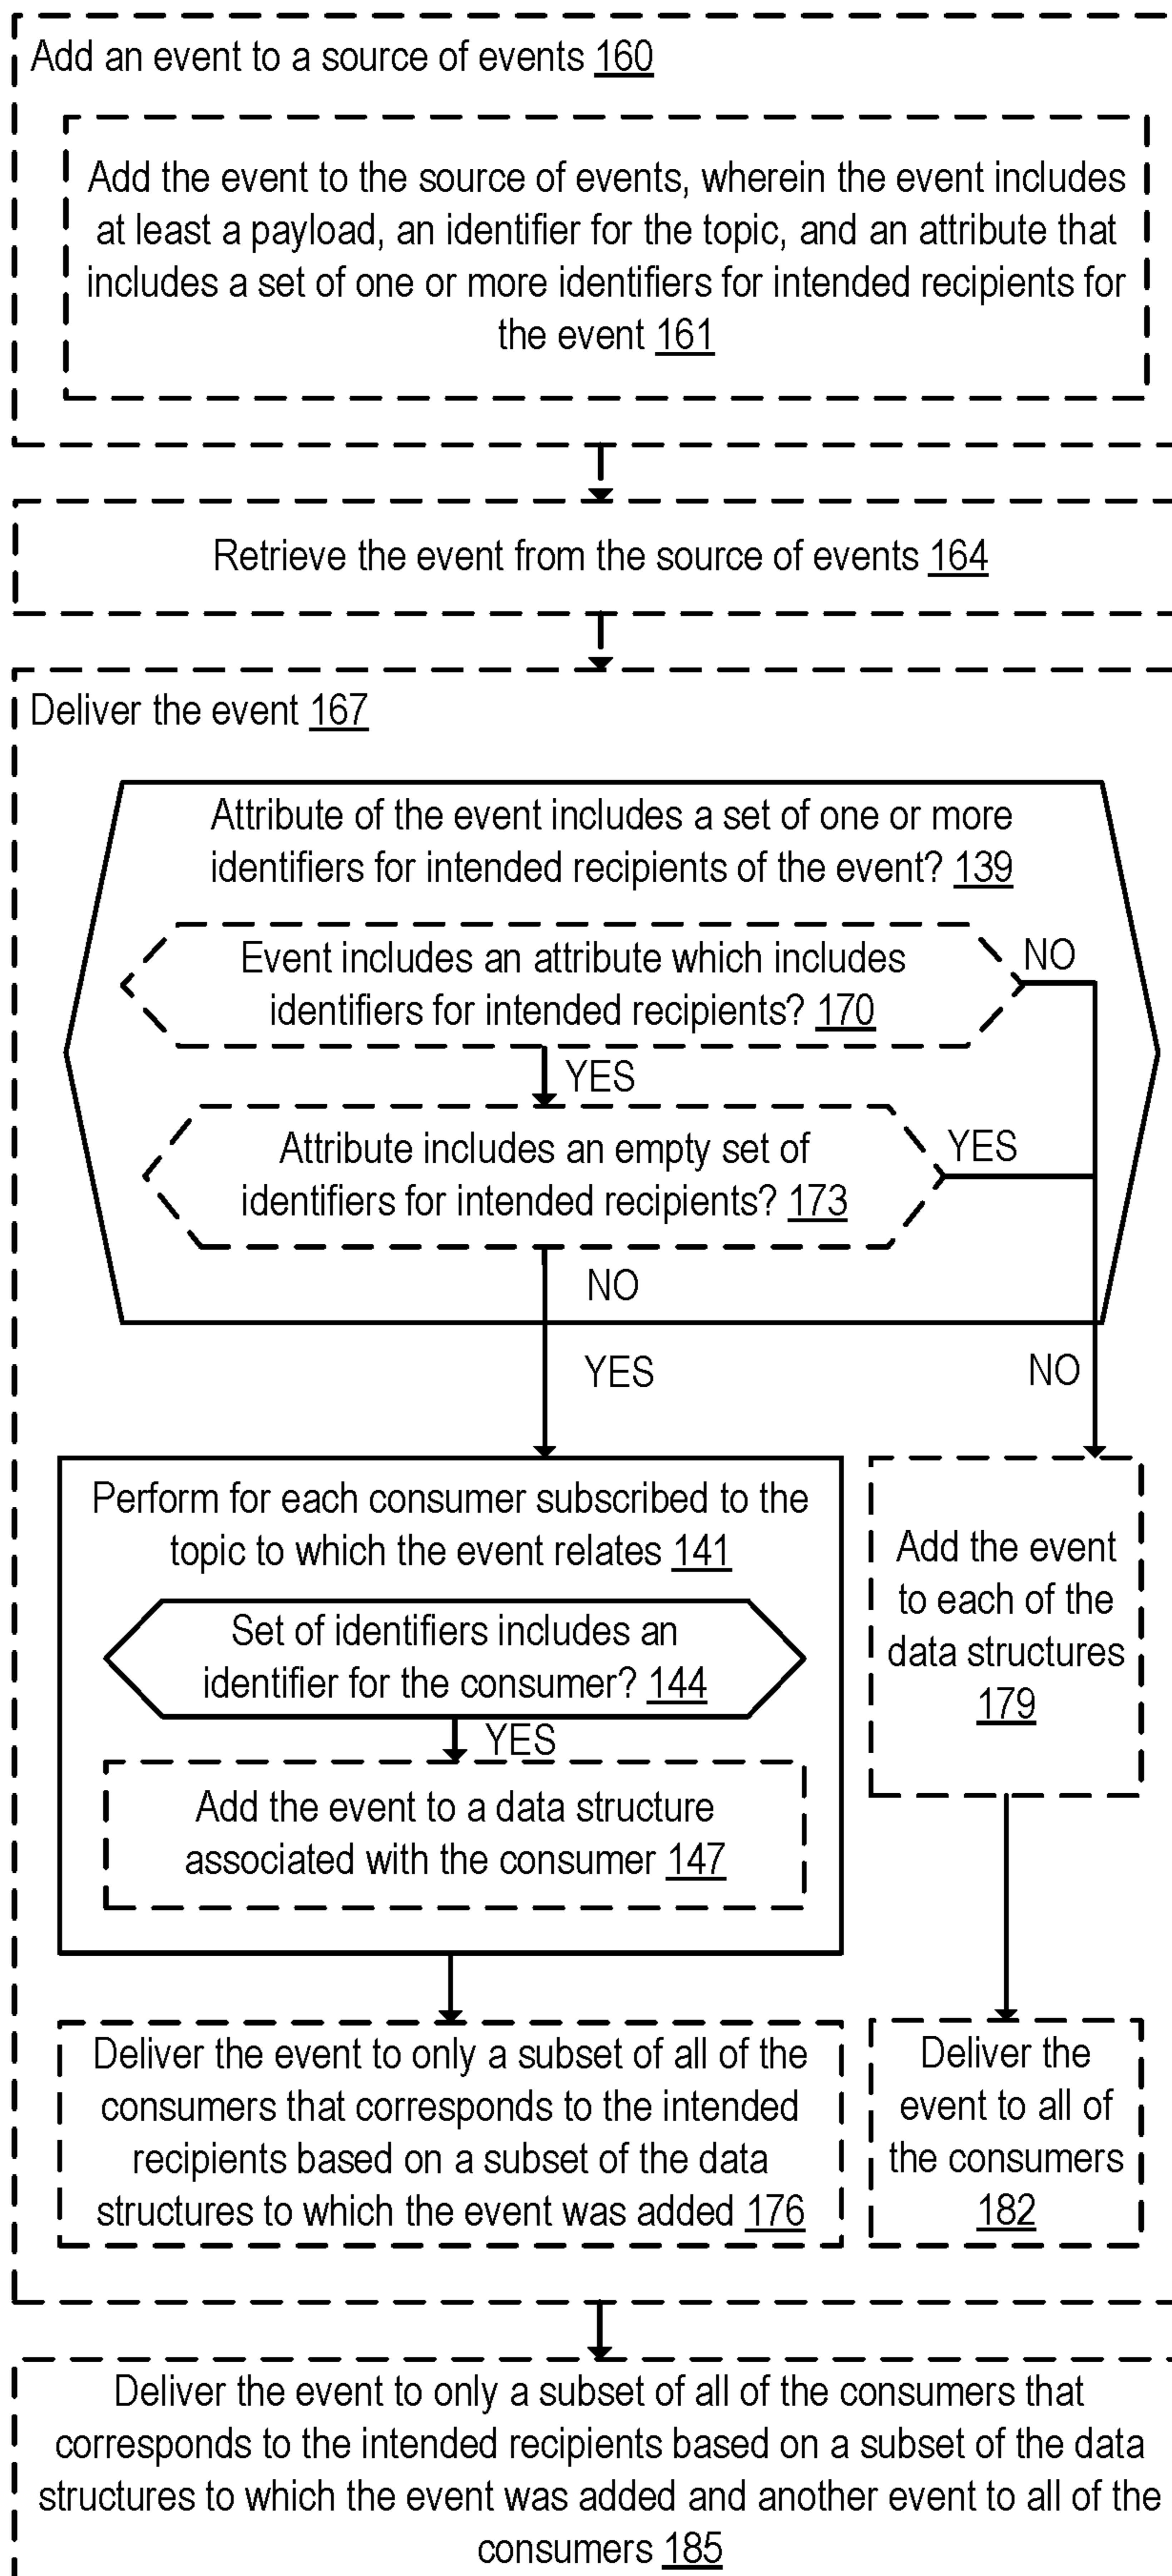 Add an event to a source of events 160
Add the event to the source of events, wherein the event includes
at least a payload, an identifier for the topic, and an attribute that
includes a set of one or more identifiers for intended recipients for
the event 161
Retrieve the event from the source of events 164
Deliver the event 167
Attribute of the event includes a set of one or more
identifiers for intended recipients of the event? 139
Event includes an attribute which includes
identifiers for intended recipients? 170
NO
YES
Attribute includes an empty set of
identifiers for intended recipients? 173
YES
NO
YES
NO
Perform for each consumer subscribed to the
topic to which the event relates 141
Set of identifiers includes an
identifier for the consumer? 144
YES
Add the event to a data structure
associated with the consumer 147
Add the event
to each of the
data structures
179
Deliver the event to only a subset of all of the
consumers that corresponds to the intended
recipients based on a subset of the data
structures to which the event was added 176
Deliver the
event to all of
the consumers
182
Deliver the event to only a subset of all of the consumers that
corresponds to the intended recipients based on a subset of the data
structures to which the event was added and another event to all of the
consumers 185